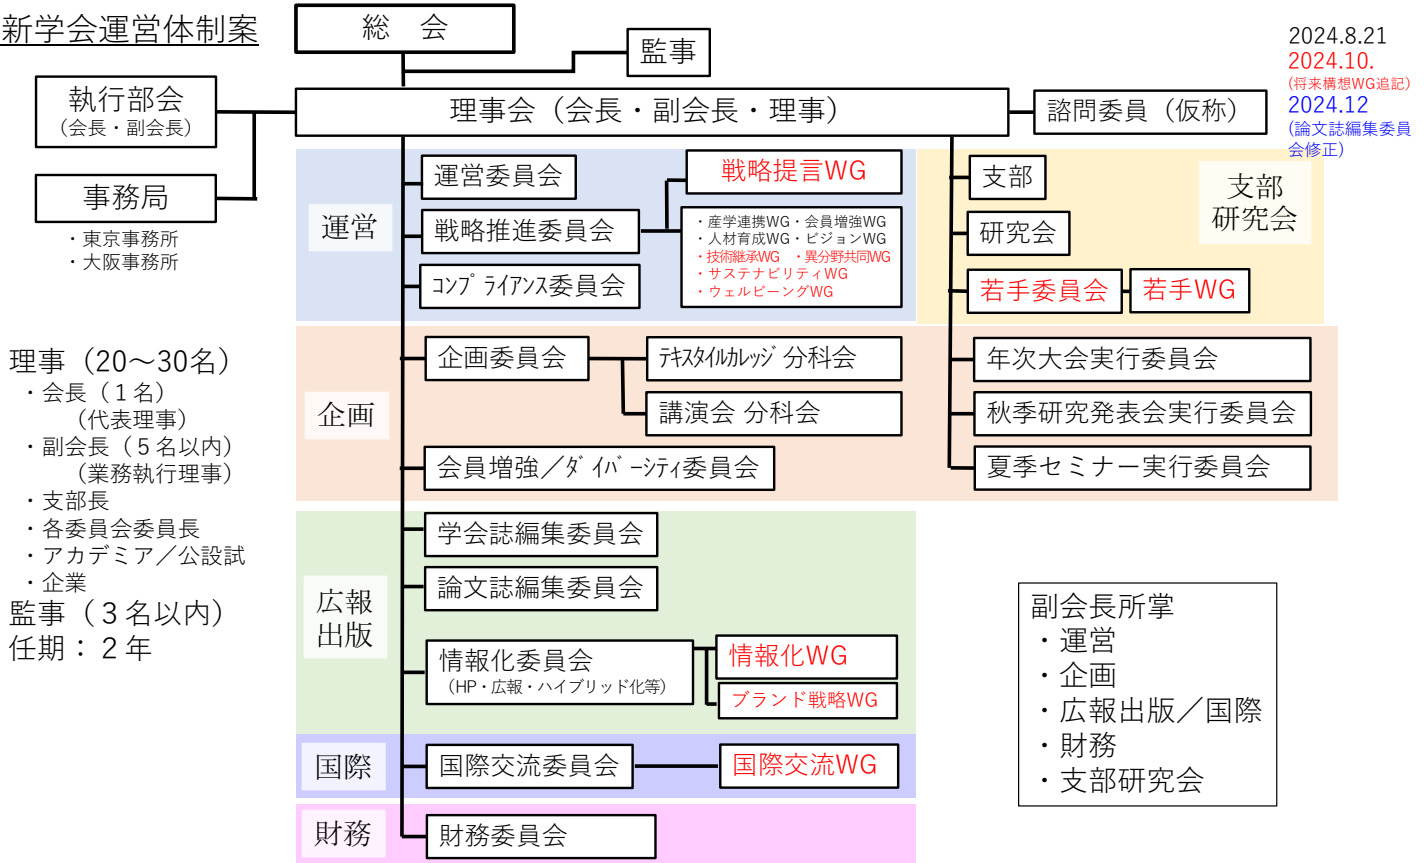 新学会運営体制案
総 会
監事
2024.8.21
2024.10.
(将来構想WG追記)
2024.12
(論文誌編集委員
会修正)
執行部会
(会長・副会長)
理事会（会長・副会長・理事）
諮問委員（仮称）
事務局
・東京事務所
・大阪事務所
運営
運営委員会
戦略提言WG
戦略推進委員会
・産学連携WG・会員増強WG
・人材育成WG・ビジョンWG
・技術継承WG ・異分野共同WG
・サステナビリティWG
・ウェルビーングWG
コンプライアンス委員会
支部
研究会
支部
研究会
若手委員会
若手WG
理事（20～30名）
・会長（１名）
（代表理事）
・副会長（５名以内）
（業務執行理事）
・支部長
・各委員会委員長
・アカデミア／公設試
・企業
監事（３名以内）
任期：２年
企画
企画委員会
テキスタイルカレッジ 分科会
講演会 分科会
会員増強／ダイバーシティ委員会
年次大会実行委員会
秋季研究発表会実行委員会
夏季セミナー実行委員会
広報
出版
学会誌編集委員会
論文誌編集委員会
情報化委員会
（HP・広報・ハイブリッド化等）
情報化WG
ブランド戦略WG
国際
国際交流委員会
国際交流WG
財務
財務委員会
副会長所掌
・運営
・企画
・広報出版／国際
・財務
・支部研究会